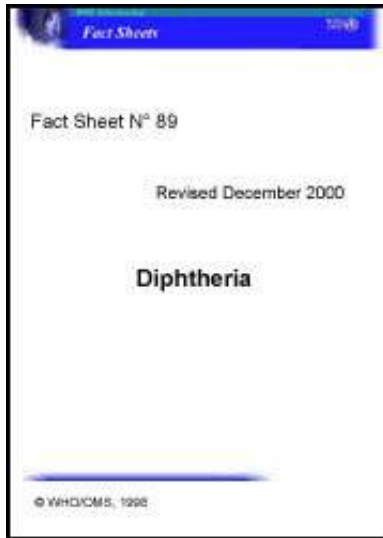 Fact Sheets
Fact Sheet N° 89
Revised December 2000
Diphtheria
© WHO/OMS, 1998